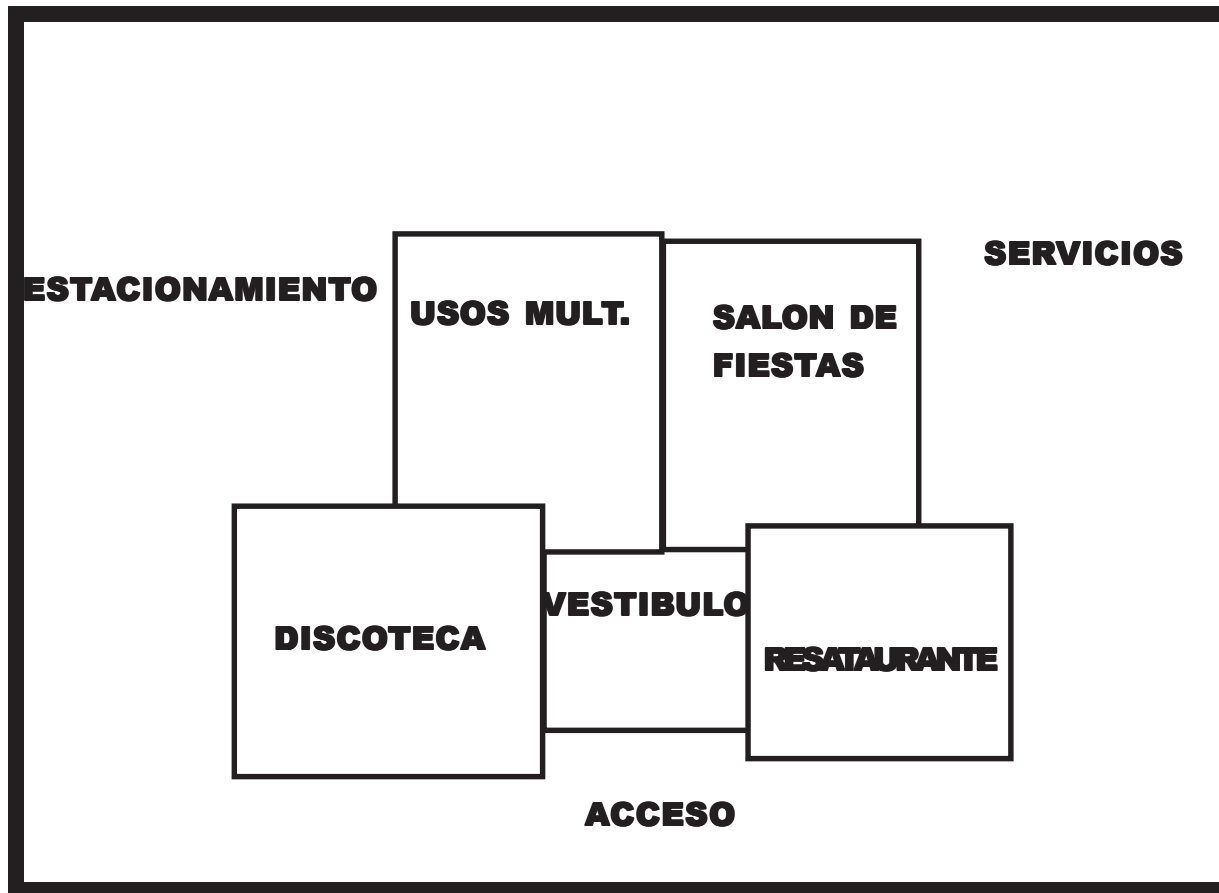 SERVICIOS
ESTACIONAMIENTO
USOS MULT.
SALON DE
FIESTAS
VESTIBULO
DISCOTECA
RESATAURANTE
ACCESO